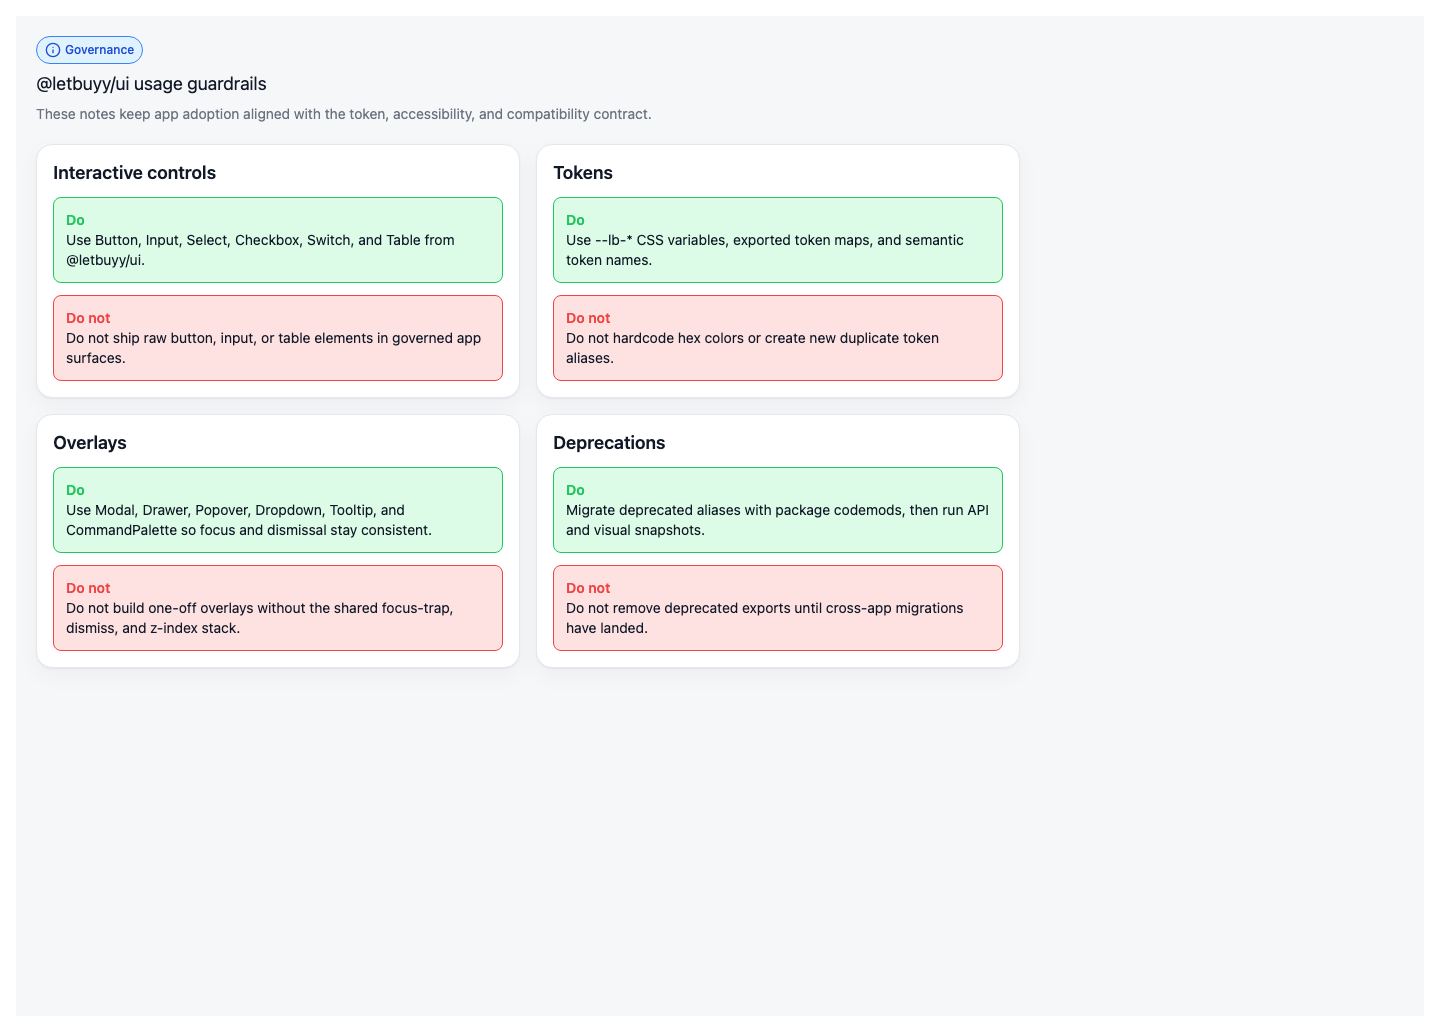 Governance
@letbuyy/ui usage guardrails
These notes keep app adoption aligned with the token, accessibility, and compatibility contract.
Interactive controls
Do
Use Button, Input, Select, Checkbox, Switch, and Table from
@letbuyy/ui.
Do not
Do not ship raw button, input, or table elements in governed app
surfaces.
Tokens
Do
Use --lb-* CSS variables, exported token maps, and semantic
token names.
Do not
Do not hardcode hex colors or create new duplicate token
aliases.
Overlays
Do
Use Modal, Drawer, Popover, Dropdown, Tooltip, and
CommandPalette so focus and dismissal stay consistent.
Do not
Do not build one-off overlays without the shared focus-trap,
dismiss, and z-index stack.
Deprecations
Do
Migrate deprecated aliases with package codemods, then run API
and visual snapshots.
Do not
Do not remove deprecated exports until cross-app migrations
have landed.